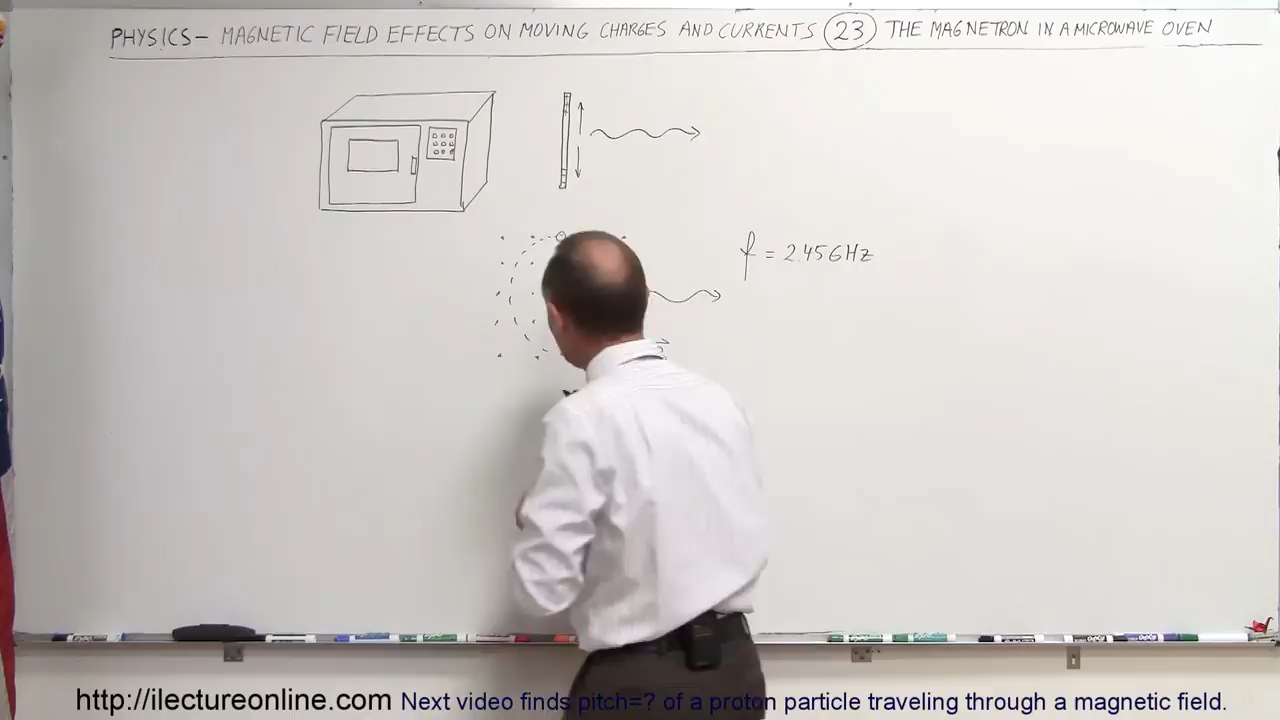 PHYSICS– MAGNETIC FIELD EFFECTS ON MOVING CHARGES AND CURRENTS 23 THE MAGNETRON IN A MICROWAVE OVEN
f = 2.45GHz
http://ilectureonline.com Next video finds pitch=? of a proton particle traveling through a magnetic field.